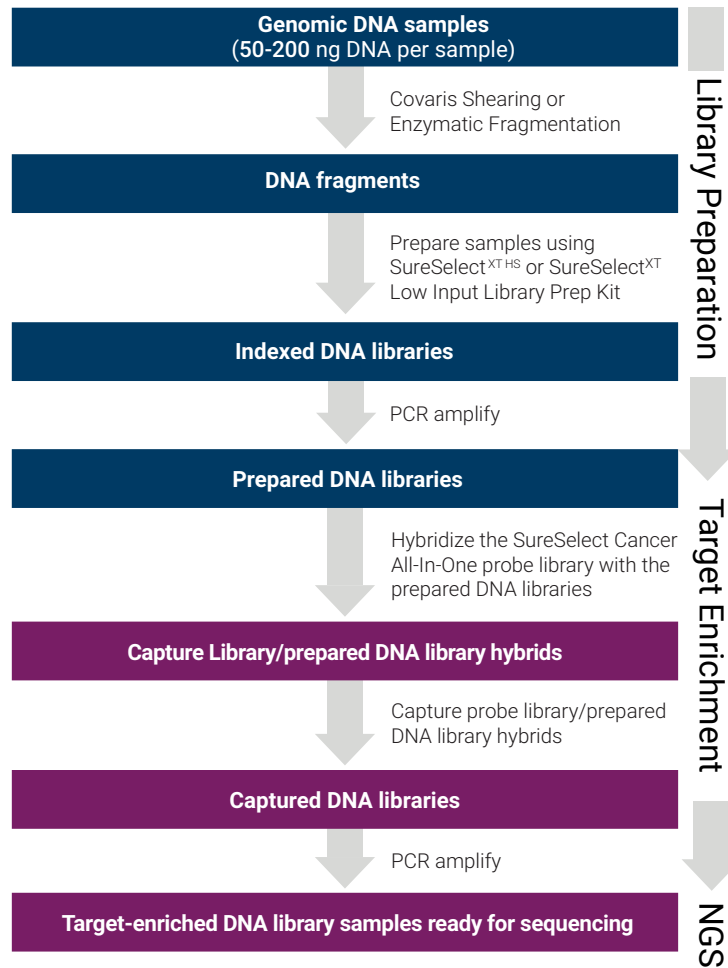 Genomic DNA samples
(50-200 ng DNA per sample)
Covaris Shearing or
Enzymatic Fragmentation
DNA fragments
Prepare samples using
SureSelect^XT HS or SureSelect^XT
Low Input Library Prep Kit
Indexed DNA libraries
PCR amplify
Prepared DNA libraries
Hybridize the SureSelect Cancer
All-In-One probe library with the
prepared DNA libraries
Capture Library/prepared DNA library hybrids
Capture probe library/prepared
DNA library hybrids
Captured DNA libraries
PCR amplify
Target-enriched DNA library samples ready for sequencing
Library Preparation
Target Enrichment
NGS